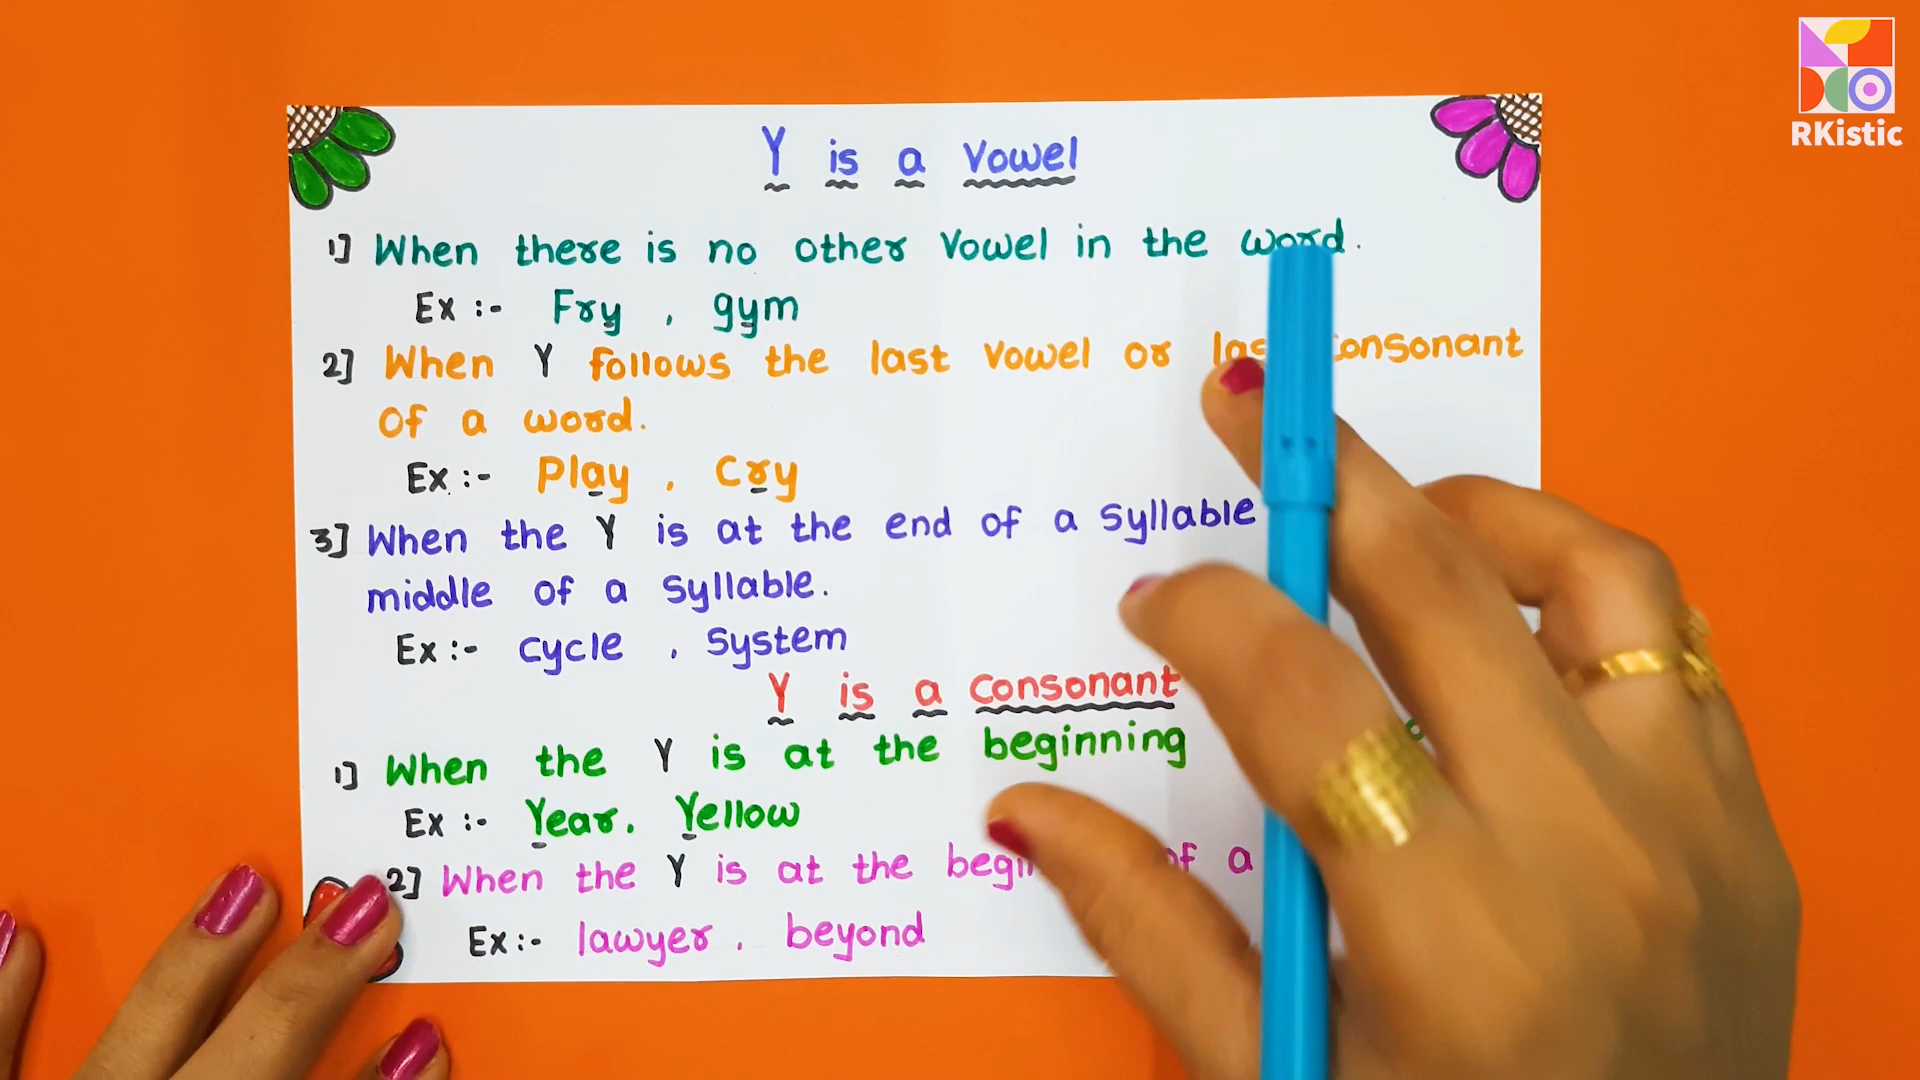 RKistic
Y is a Vowel
1] When there is no other Vowel in the word.
Ex :- Fry , gym
2] When Y follows the last Vowel or consonant
of a word.
Ex :- Play , Cry
3] When the Y is at the end of a Syllable
middle of a Syllable.
Ex :- cycle , System
Y is a Consonant
1] When the Y is at the beginning
Ex :- Year. Yellow
2] When the Y is at the of a
Ex :- lawyer , beyond